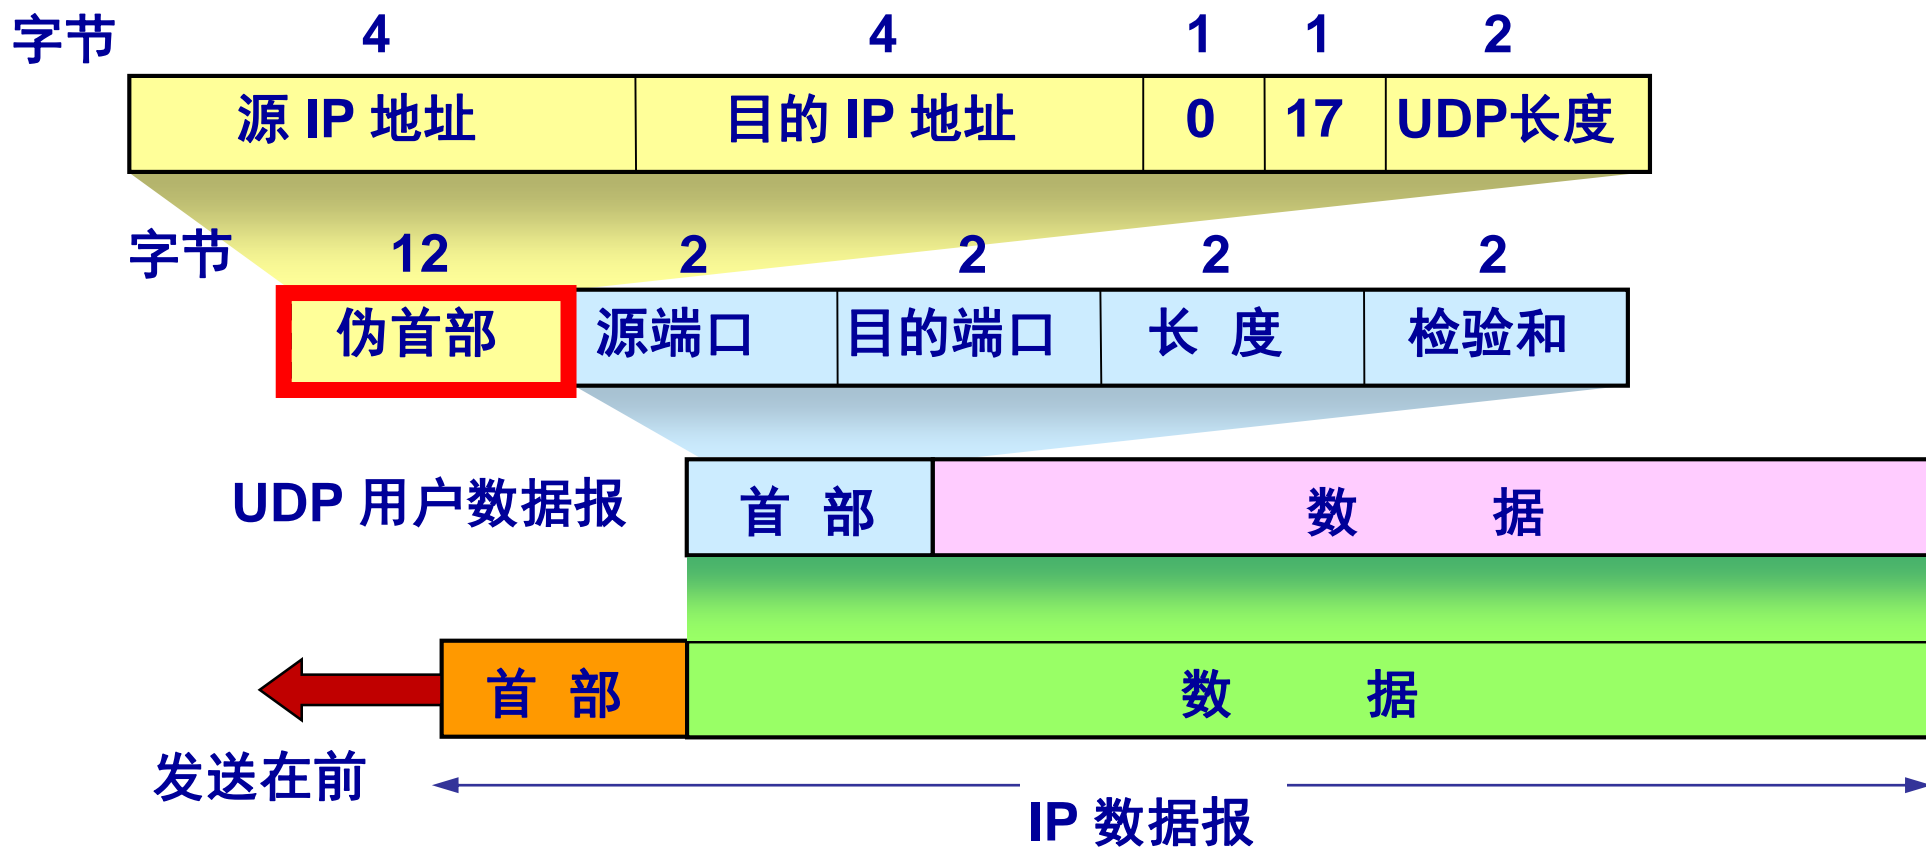 字节 4 4 1 1 2
源 IP 地址 目的 IP 地址 0 17 UDP长度
字节 12 2 2 2 2
伪首部 源端口 目的端口 长 度 检验和
UDP 用户数据报 首 部 数 据
首 部 数 据
发送在前
IP 数据报